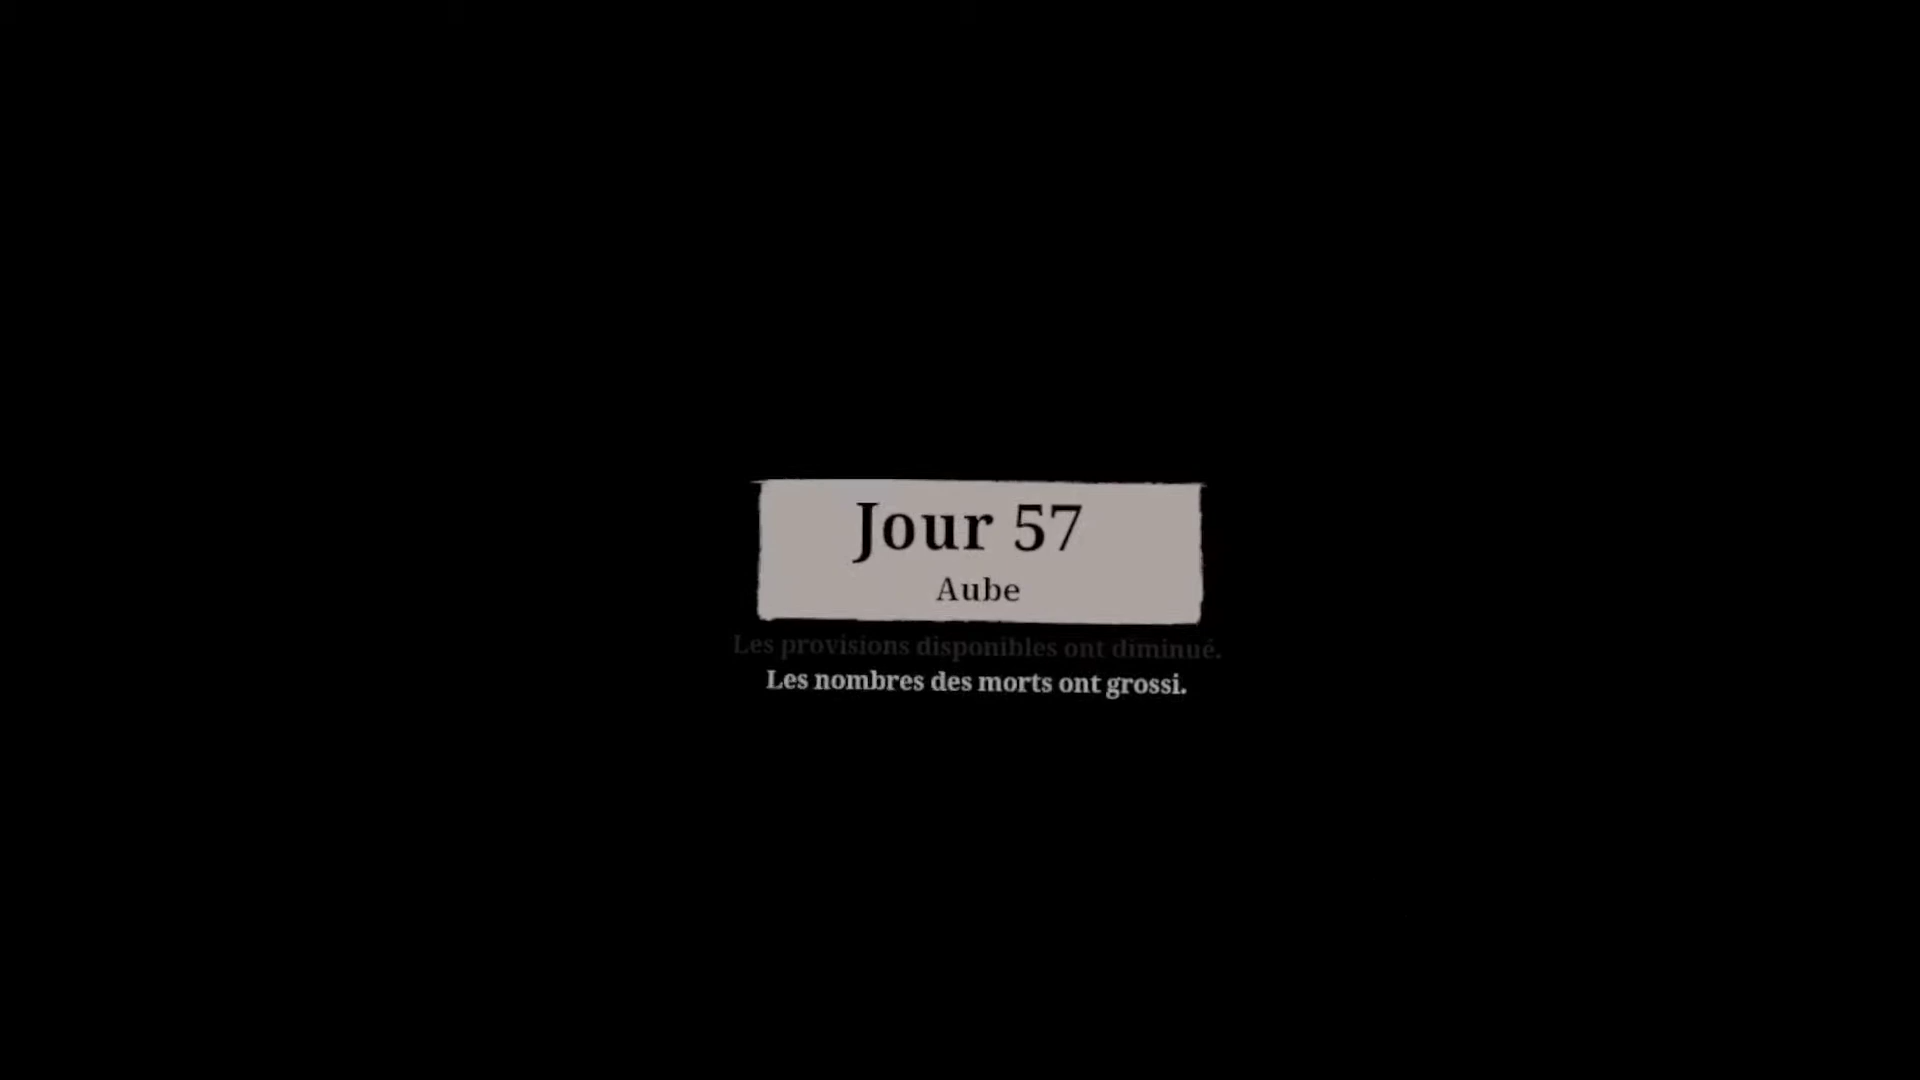 Jour 57
Aube
Les provisions disponibles ont diminué.
Les nombres des morts ont grossi.